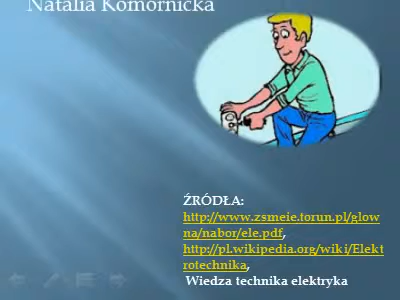 Natalia Komornicka
ŹRÓDŁA:
http://www.zsmeie.torun.pl/glow
na/nabor/ele.pdf,
http://pl.wikipedia.org/wiki/Elekt
rotechnika,
Wiedza technika elektryka